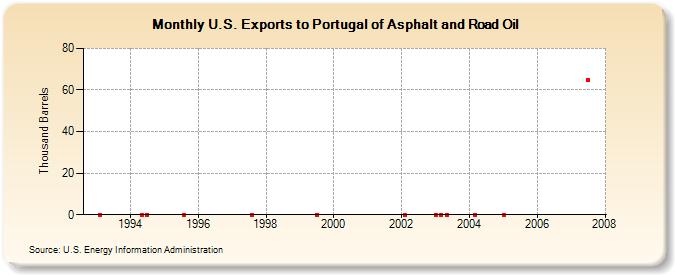 Monthly U.S. Exports to Portugal of Asphalt and Road Oil
Thousand Barrels
80
60
40
20
0
1994 1996 1998 2000 2002 2004 2006 2008
Source: U.S. Energy Information Administration